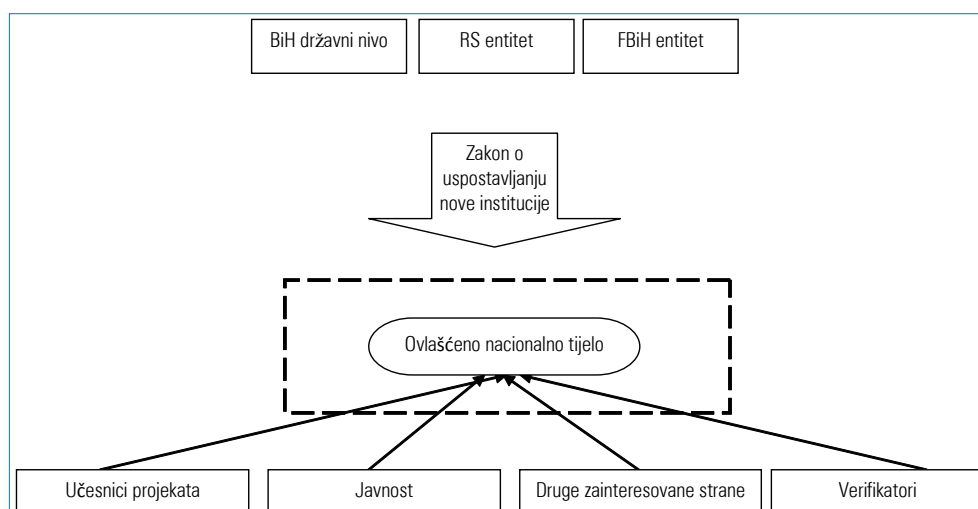 BiH državni nivo
RS entitet
FBiH entitet
Zakon o
uspostavljanju
nove institucije
Ovlašćeno nacionalno tijelo
Učesnici projekata
Javnost
Druge zainteresovane strane
Verifikatori